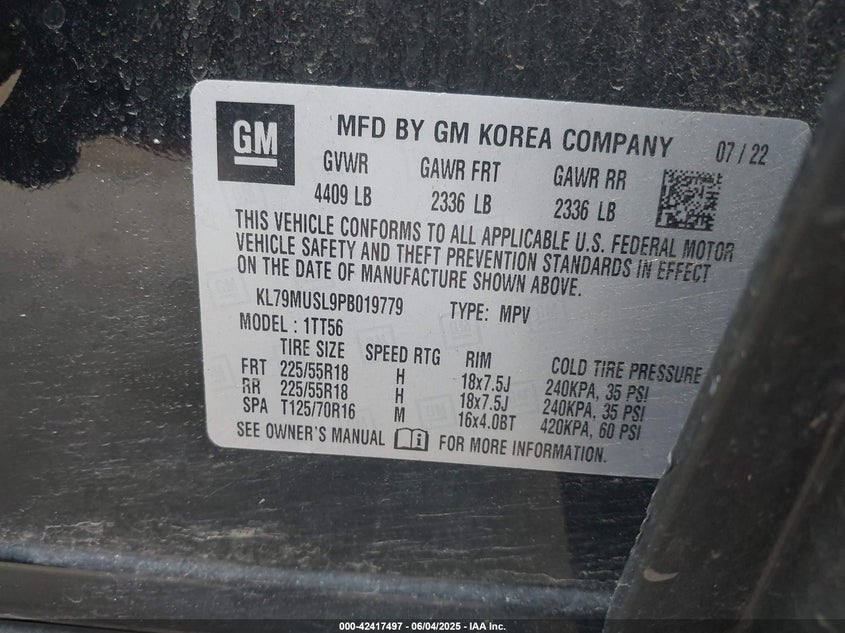 GM
MFD BY GM KOREA COMPANY 07/22
GVWR GAWR FRT GAWR RR
4409 LB 2336 LB 2336 LB
THIS VEHICLE CONFORMS TO ALL APPLICABLE U.S. FEDERAL MOTOR
VEHICLE SAFETY AND THEFT PREVENTION STANDARDS IN EFFECT
ON THE DATE OF MANUFACTURE SHOWN ABOVE.
KL79MUSL9PB019779 TYPE: MPV
MODEL : 1TT56
TIRE SIZE SPEED RTG RIM COLD TIRE PRESSURE
FRT 225/55R18 H 18x7.5J 240KPA, 35 PSI
RR 225/55R18 H 18x7.5J 240KPA, 35 PSI
SPA T125/70R16 M 16x4.0BT 420KPA, 60 PSI
SEE OWNER'S MANUAL FOR MORE INFORMATION.
000-42417497 - 06/04/2025 - IAA Inc.